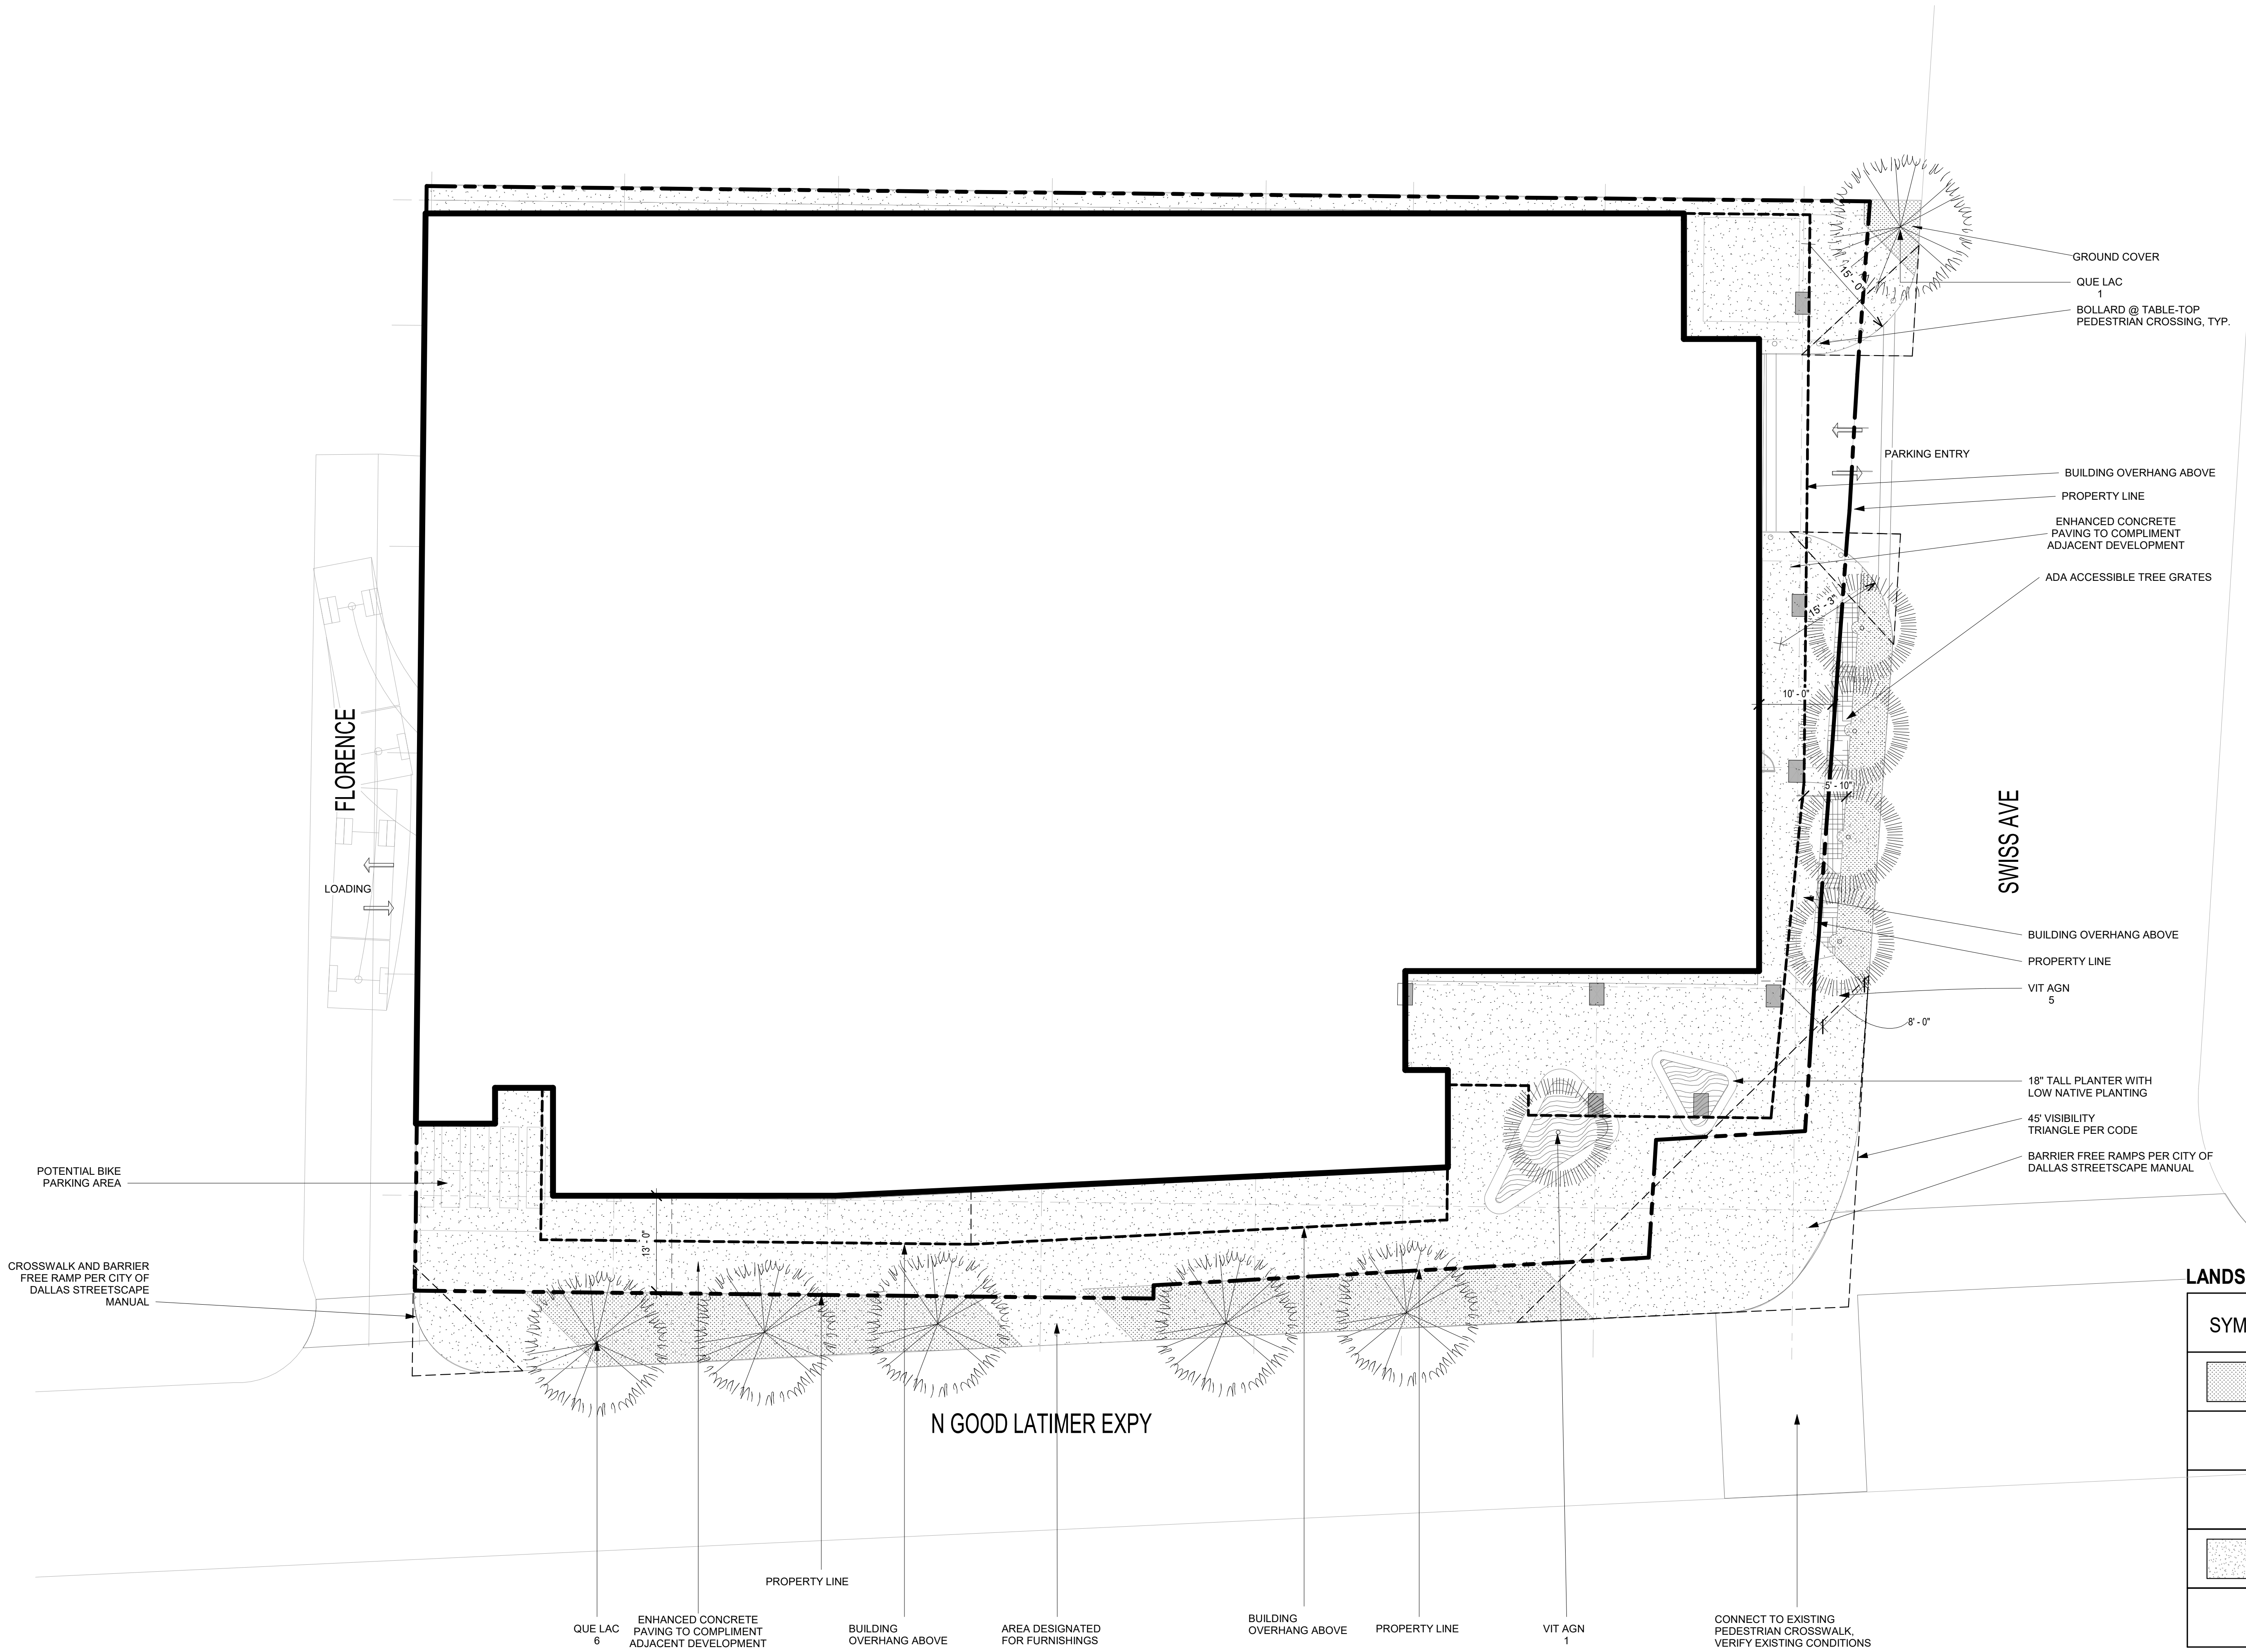 GROUND COVER
QUE LAC
1
BOLLARD @ TABLE-TOP
PEDESTRIAN CROSSING, TYP.
15' - 0"
PARKING ENTRY
BUILDING OVERHANG ABOVE
PROPERTY LINE
ENHANCED CONCRETE
PAVING TO COMPLIMENT
ADJACENT DEVELOPMENT
ADA ACCESSIBLE TREE GRATES
15' - 3"
10' - 0"
5' - 10"
FLORENCE
LOADING
SWISS AVE
BUILDING OVERHANG ABOVE
PROPERTY LINE
VIT AGN
5
8' - 0"
18" TALL PLANTER WITH
LOW NATIVE PLANTING
45' VISIBILITY
TRIANGLE PER CODE
BARRIER FREE RAMPS PER CITY OF
DALLAS STREETSCAPE MANUAL
POTENTIAL BIKE
PARKING AREA
13' - 0"
CROSSWALK AND BARRIER
FREE RAMP PER CITY OF
DALLAS STREETSCAPE
MANUAL
LANDS
SYM
N GOOD LATIMER EXPY
PROPERTY LINE
QUE LAC
6
ENHANCED CONCRETE
PAVING TO COMPLIMENT
ADJACENT DEVELOPMENT
BUILDING
OVERHANG ABOVE
AREA DESIGNATED
FOR FURNISHINGS
BUILDING
OVERHANG ABOVE
PROPERTY LINE
VIT AGN
1
CONNECT TO EXISTING
PEDESTRIAN CROSSWALK,
VERIFY EXISTING CONDITIONS